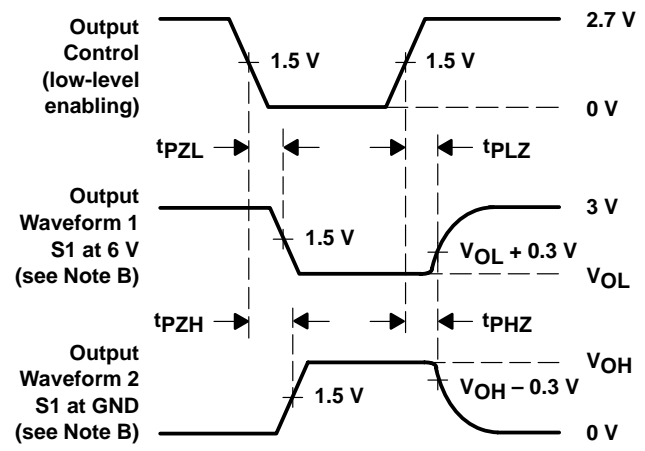 Output
Control
(low-level
enabling)
1.5 V
1.5 V
2.7 V
0 V
tPZL
tPLZ
Output
Waveform 1
S1 at 6 V
(see Note B)
1.5 V
3 V
VOL + 0.3 V
VOL
tPZH
tPHZ
Output
Waveform 2
S1 at GND
(see Note B)
1.5 V
VOH
VOH – 0.3 V
0 V